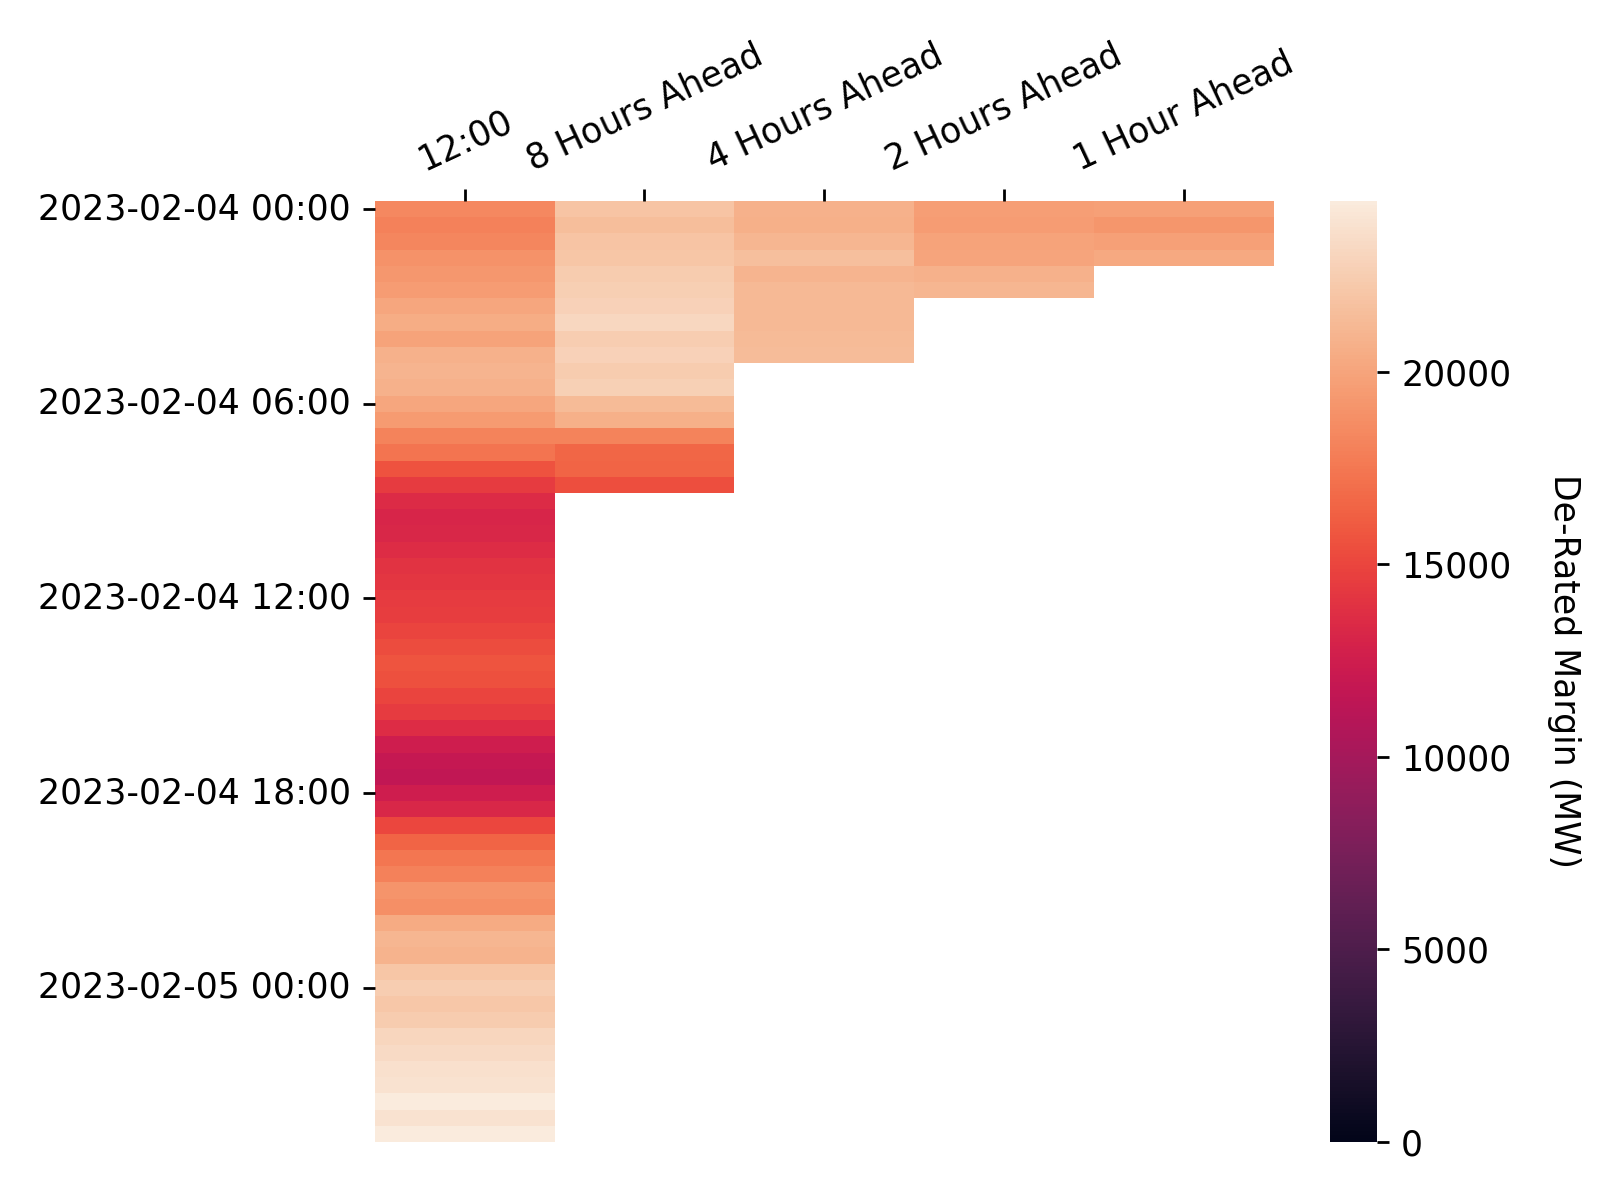 12:00
8 Hours Ahead
4 Hours Ahead
2 Hours Ahead
1 Hour Ahead
2023-02-04 00:00
2023-02-04 06:00
2023-02-04 12:00
2023-02-04 18:00
2023-02-05 00:00
20000
15000
10000
5000
0
De-Rated Margin (MW)